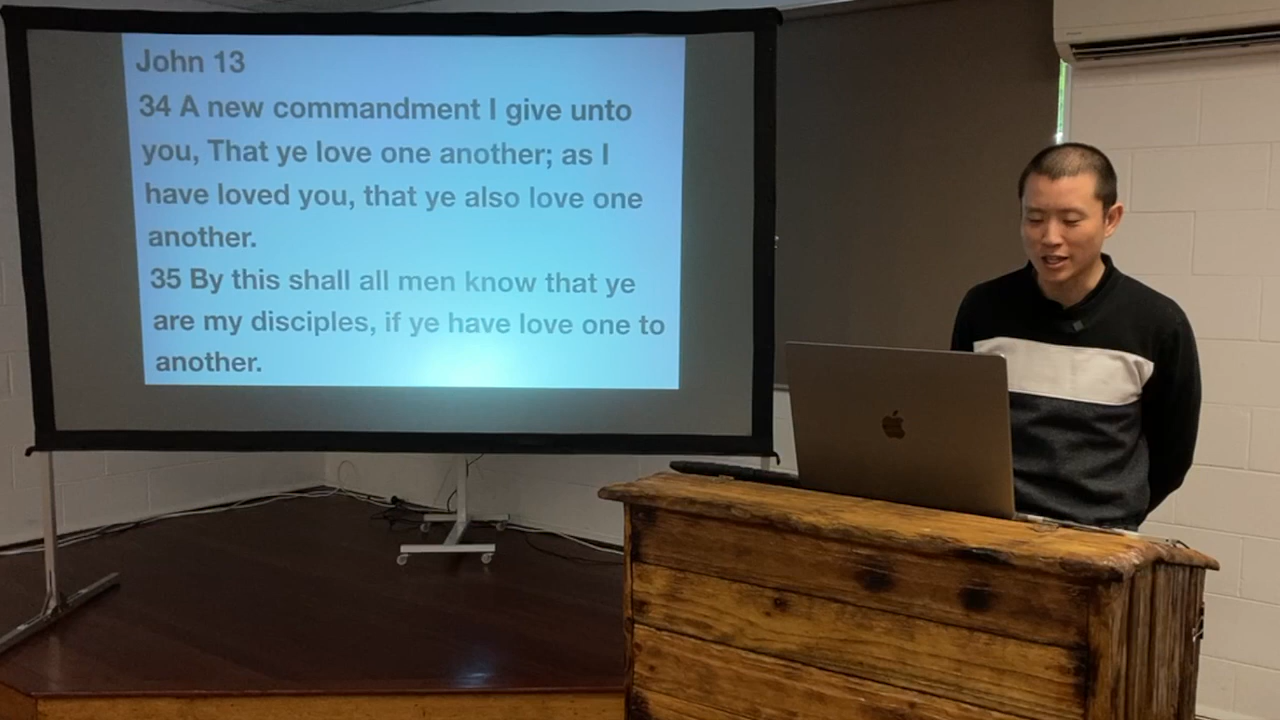 John 13
34 A new commandment I give unto
you, That ye love one another; as I
have loved you, that ye also love one
another.
35 By this shall all men know that ye
are my disciples, if ye have love one to
another.